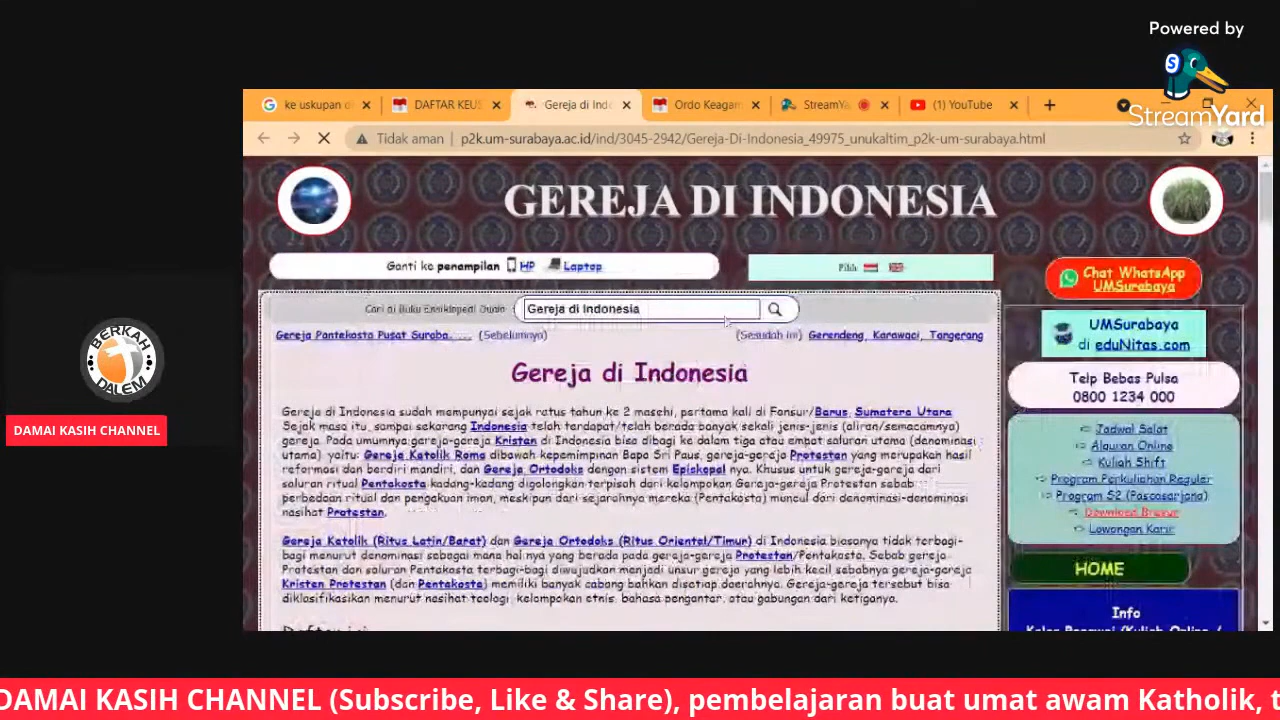 Powered by
StreamYard
ke uskupan d
DAFTAR KEUS
Gereja di Indo
Ordo Keagam
StreamYa
(1) YouTube
Tidak aman | p2k.um-surabaya.ac.id/ind/3045-2942/Gereja-Di-Indonesia_49975_unukaltim_p2k-um-surabaya.html
GEREJA DI INDONESIA
Ganti ke penampilan HP Laptop
Pilih
Chat WhatsApp
UMSurabaya
Cari di Buku Ensiklopedi Dunia
Gereja di Indonesia
Gereja Pantekosta Pusat Suraba. ... (Sebelumnya)
(Sesudah ini) Gerendeng, Karawaci, Tangerang
UMSurabaya
di eduNitas.com
Telp Bebas Pulsa
0800 1234 000
Gereja di Indonesia
Gereja di Indonesia sudah mempunyai sejak ratus tahun ke 2 masehi, pertama kali di Fansur/Barus, Sumatera Utara
Sejak masa itu sampai sekarang Indonesia telah terdapat/telah berada banyak sekali jenis-jenis (aliran/semacamnya)
gereja. Pada umumnya gereja-gereja Kristen di Indonesia bisa dibagi ke dalam tiga atau empat saluran utama (denominasi
utama) yaitu: Gereja Katolik Roma dibawah kepemimpinan Bapa Sri Paus, gereja-gereja Protestan yang merupakan hasil
reformasi dan berdiri mandiri, dan Gereja Ortodoks dengan sistem Episkopal nya. Khusus untuk gereja-gereja dari
saluran ritual Pentakosta kadang-kadang digolongkan terpisah dari kelompokan Gereja-gereja Protestan sebab
perbedaan ritual dan pengakuan iman, meskipun dari sejarahnya mereka (Pentakosta) muncul dari denominasi-denominasi
nasihat Protestan.
Gereja Katolik (Ritus Latin/Barat) dan Gereja Ortodoks (Ritus Oriental/Timur) di Indonesia biasanya tidak terbagi-
bagi menurut denominasi sebagai mana hal nya yang berada pada gereja-gereja Protestan/Pentakosta. Sebab gereja
Protestan dan saluran Pentakosta terbagi-bagi diwujudkan menjadi unsur gereja yang lebih kecil sebabnya gereja-gereja
Kristen Protestan (dan Pentakosta) memiliki banyak cabang bahkan disetiap daerahnya. Gereja-gereja tersebut bisa
diklasifikasikan menurut nasihat teologi, kelompokan etnis, bahasa pengantar, atau gabungan dari ketiganya.
Daftar isi
Jadwal Salat
Alquran Online
Kuliah Shift
Program Perkuliahan Reguler
Program S2 (Pascasarjana)
Download Brosur
Lowongan Karir
HOME
Info
BERKAH
DALEM
DAMAI KASIH CHANNEL
DAMAI KASIH CHANNEL (Subscribe, Like & Share), pembelajaran buat umat awam Katholik, t